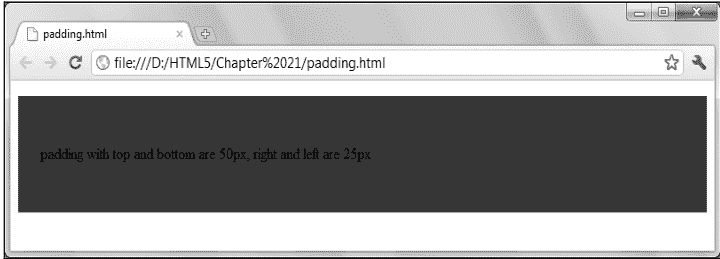 padding.html
file:///D:/HTML5/Chapter%2021/padding.html
padding with top and bottom are 50px, right and left are 25px